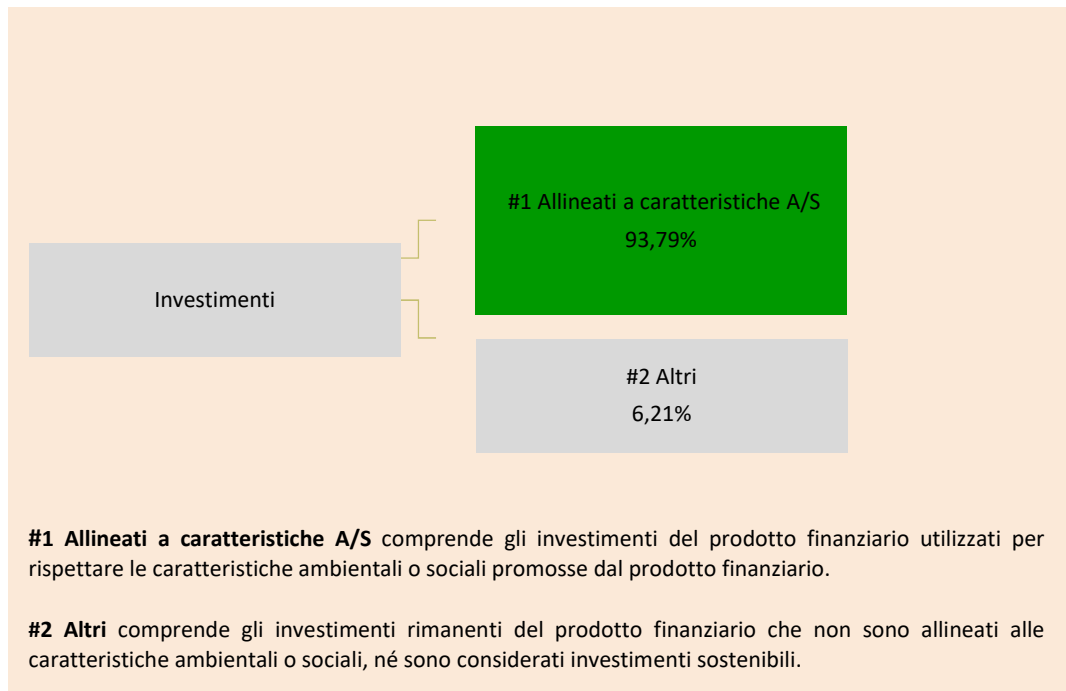 #1 Allineati a caratteristiche A/S
93,79%
Investimenti
#2 Altri
6,21%
#1 Allineati a caratteristiche A/S comprende gli investimenti del prodotto finanziario utilizzati per
rispettare le caratteristiche ambientali o sociali promosse dal prodotto finanziario.
#2 Altri comprende gli investimenti rimanenti del prodotto finanziario che non sono allineati alle
caratteristiche ambientali o sociali, né sono considerati investimenti sostenibili.